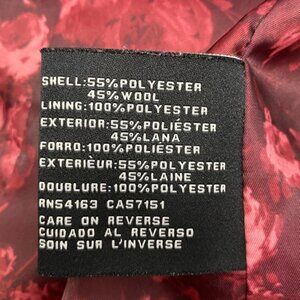 SHELL:55%POLYESTER
45%WOOL
LINING:100%POLYESTER
EXTERIOR:55%POLIÉSTER
45%LANA
FORRO:100%POLIÉSTER
EXTERIEÙR:55%POLYESTER
45%LAINE
DOUBLURE:100%POLYESTER
RN54163 CA57151
CARE ON REVERSE
CUIDADO AL REVERSO
SOIN SUR L'INVERSE